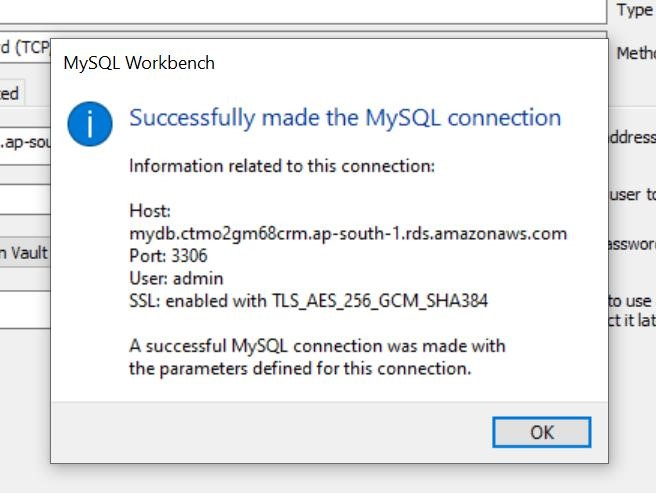 Type
d (TCP
MySQL Workbench
Metho
ed
Successfully made the MySQL connection
.ap-sou
ddress
Information related to this connection:
user to
Host:
mydb.ctmo2gm68crm.ap-south-1.rds.amazonaws.com
n Vault
Port: 3306
User: admin
SSL: enabled with TLS_AES_256_GCM_SHA384
to use
ct it lat
A successful MySQL connection was made with
the parameters defined for this connection.
OK